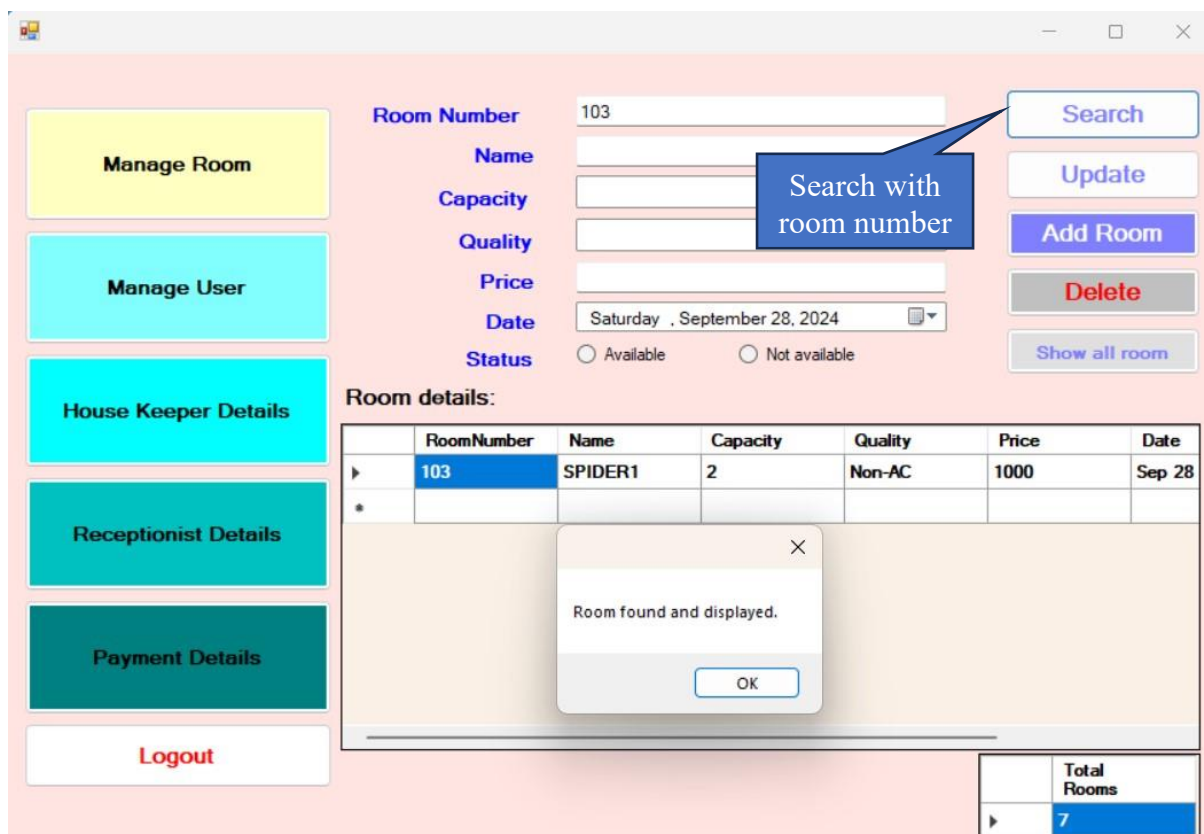 Room Number 103 Search
Manage Room
Name
Search with
room number
Update
Capacity
Quality
Add Room
Manage User
Price
Delete
Date Saturday , September 28, 2024
Status Available Not available
Show all room
House Keeper Details
Room details:
RoomNumber Name Capacity Quality Price Date
103 SPIDER1 2 Non-AC 1000 Sep 28
Receptionist Details
Room found and displayed.
OK
Payment Details
Logout
Total
Rooms
7